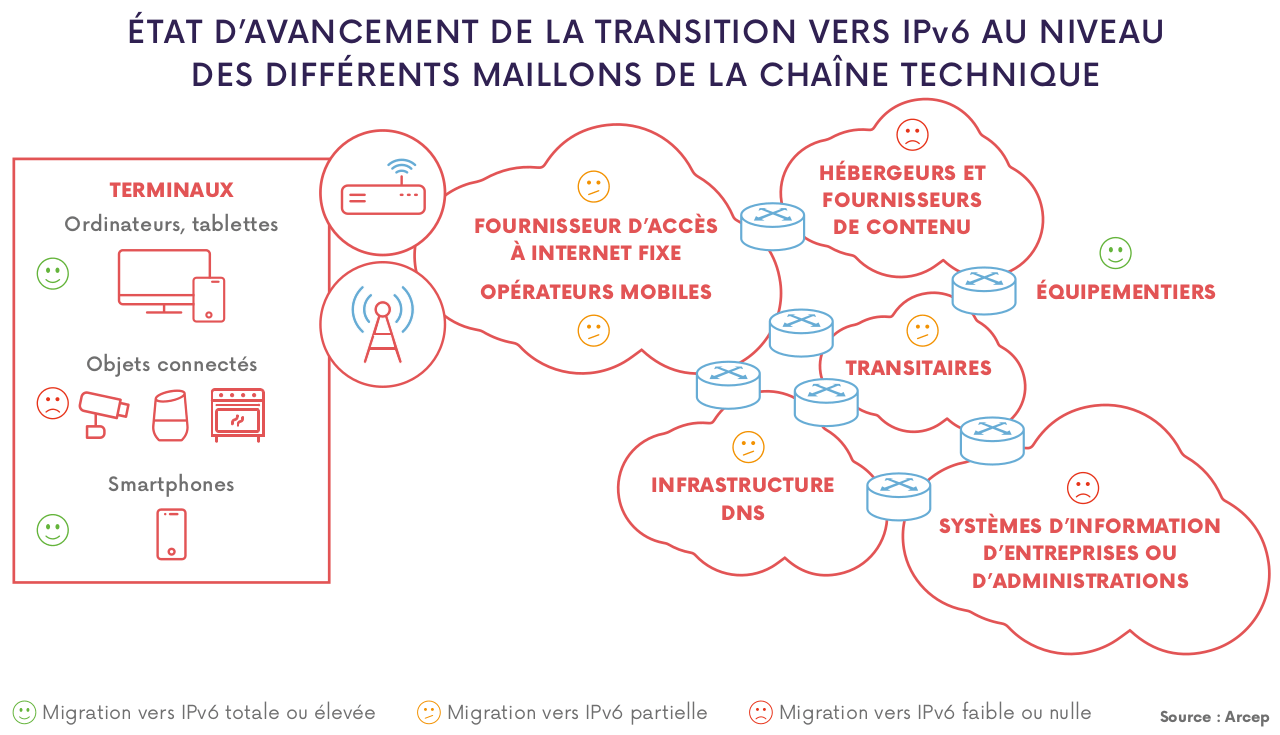 ÉTAT D'AVANCEMENT DE LA TRANSITION VERS IPv6 AU NIVEAU
DES DIFFÉRENTS MAILLONS DE LA CHAÎNE TECHNIQUE
TERMINAUX
Ordinateurs, tablettes
Objets connectés
Smartphones
FOURNISSEUR D'ACCÈS
À INTERNET FIXE
OPÉRATEURS MOBILES
HÉBERGEURS ET
FOURNISSEURS
DE CONTENU
ÉQUIPEMENTIERS
TRANSITAIRES
INFRASTRUCTURE
DNS
SYSTÈMES D'INFORMATION
D'ENTREPRISES OU
D'ADMINISTRATIONS
Migration vers IPv6 totale ou élevée
Migration vers IPv6 partielle
Migration vers IPv6 faible ou nulle
Source : Arcep